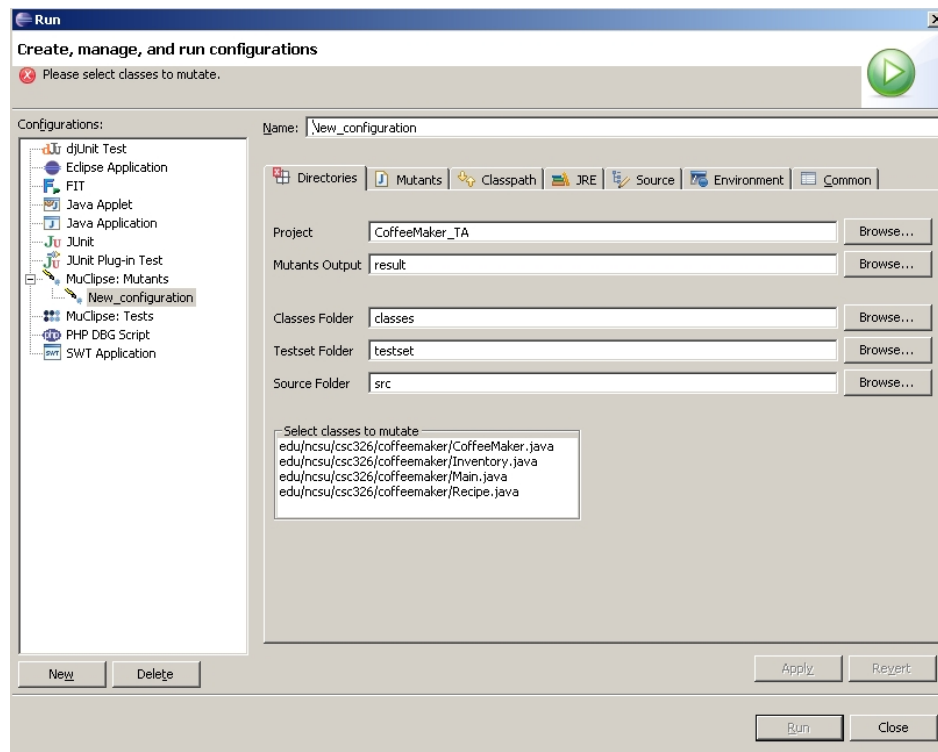 Run
Create, manage, and run configurations
Please select classes to mutate.
Configurations:
djUnit Test
Eclipse Application
FIT
Java Applet
Java Application
JUnit
JUnit Plug-in Test
MuClipse: Mutants
New_configuration
MuClipse: Tests
PHP DBG Script
SWT Application
New
Delete
Name: New_configuration
Directories Mutants Classpath JRE Source Environment Common
Project CoffeeMaker_TA Browse...
Mutants Output result Browse...
Classes Folder classes Browse...
Testset Folder testset Browse...
Source Folder src Browse...
Select classes to mutate
edu/ncsu/csc326/coffeemaker/CoffeeMaker.java
edu/ncsu/csc326/coffeemaker/Inventory.java
edu/ncsu/csc326/coffeemaker/Main.java
edu/ncsu/csc326/coffeemaker/Recipe.java
Apply Revert
Run Close